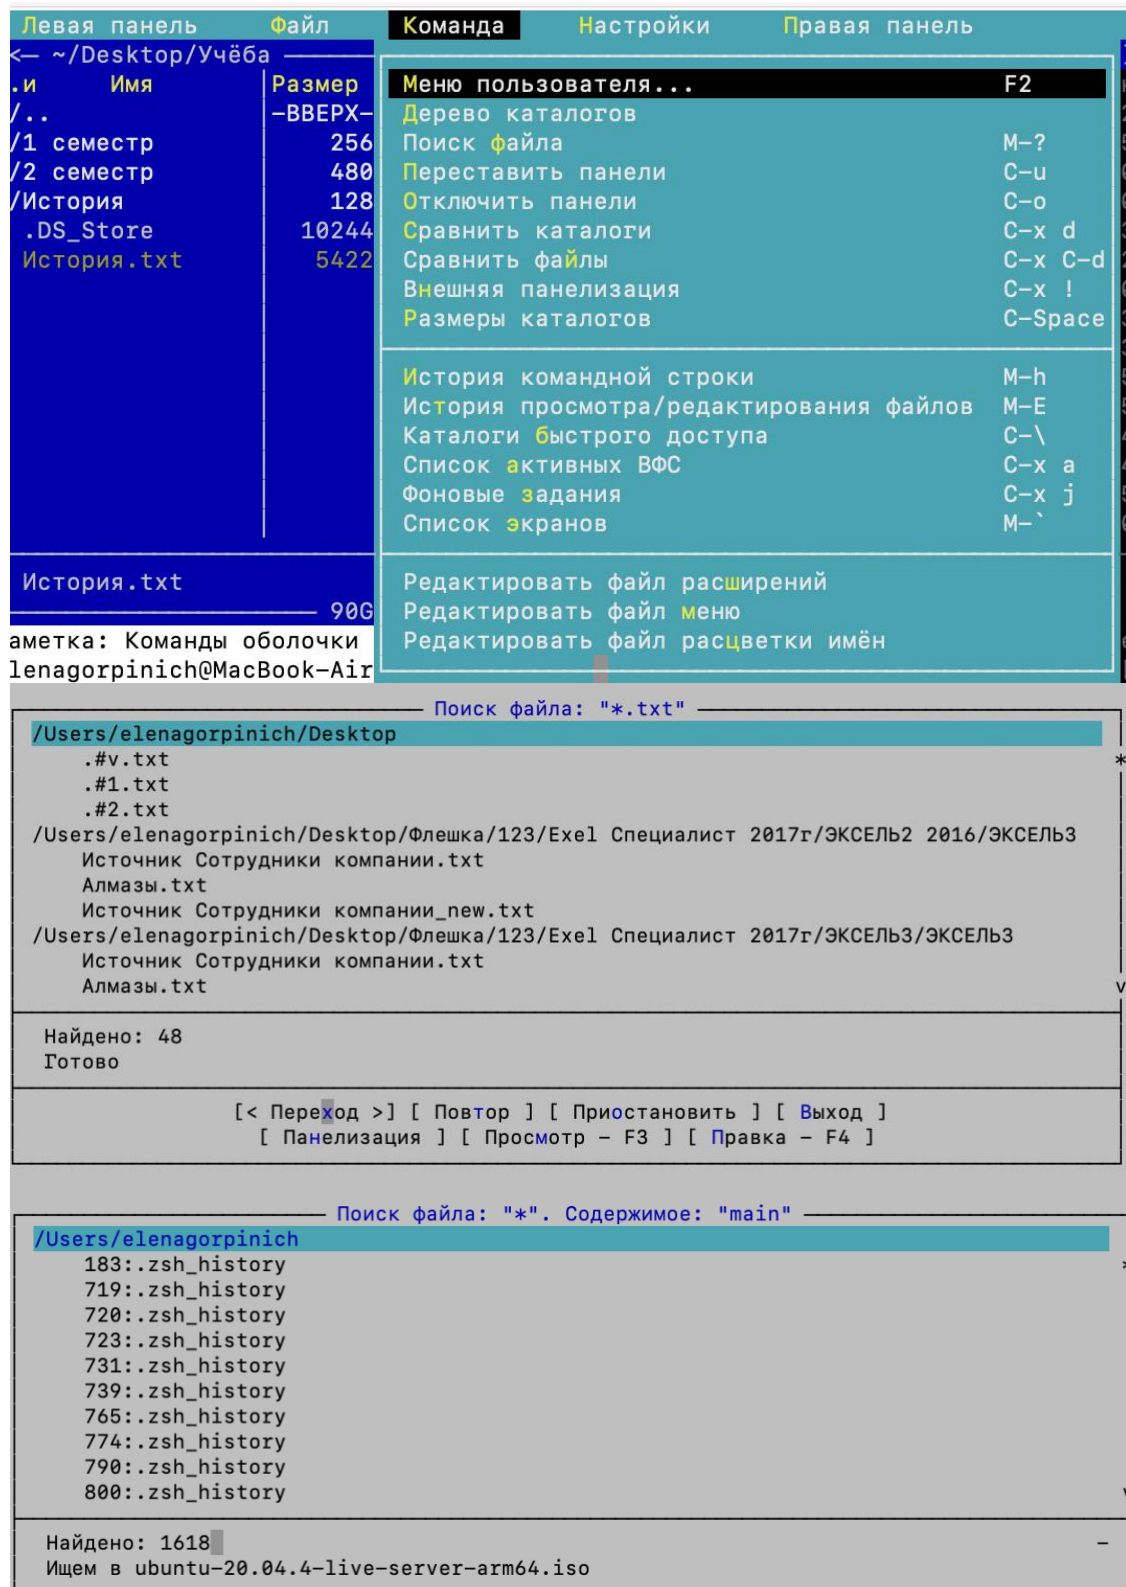 Левая панель Файл Команда Настройки Правая панель
<— ~/Desktop/Учёба
.и Имя Размер Меню пользователя... F2
/.. —ВВЕРХ— Дерево каталогов
/1 семестр 256 Поиск файла M—?
/2 семестр 480 Переставить панели C—u
/История 128 Отключить панели C—o
.DS_Store 10244 Сравнить каталоги C—x d
История.txt 5422 Сравнить файлы C—x C—d
Внешняя панелизация C—x !
Размеры каталогов C—Space
История командной строки M—h
История просмотра/редактирования файлов M—E
Каталоги быстрого доступа C—\
Список активных ВФС C—x a
Фоновые задания C—x j
Список экранов M—`
История.txt Редактировать файл расширений
90G Редактировать файл меню
аметка: Команды оболочки Редактировать файл расцветки имён
lenagorpinich@MacBook—Air
Поиск файла: "*.txt"
/Users/elenagorpinich/Desktop
.#v.txt
.#1.txt
.#2.txt
/Users/elenagorpinich/Desktop/Флешка/123/Exel Специалист 2017г/ЭКСЕЛЬ2 2016/ЭКСЕЛЬ3
Источник Сотрудники компании.txt
Алмазы.txt
Источник Сотрудники компании_new.txt
/Users/elenagorpinich/Desktop/Флешка/123/Exel Специалист 2017г/ЭКСЕЛЬ3/ЭКСЕЛЬ3
Источник Сотрудники компании.txt
Алмазы.txt
Найдено: 48
Готово
[< Переход >] [ Повтор ] [ Приостановить ] [ Выход ]
[ Панелизация ] [ Просмотр — F3 ] [ Правка — F4 ]
Поиск файла: "*". Содержимое: "main"
/Users/elenagorpinich
183:.zsh_history
719:.zsh_history
720:.zsh_history
723:.zsh_history
731:.zsh_history
739:.zsh_history
765:.zsh_history
774:.zsh_history
790:.zsh_history
800:.zsh_history
Найдено: 1618 —
Ищем в ubuntu—20.04.4—live—server—arm64.iso